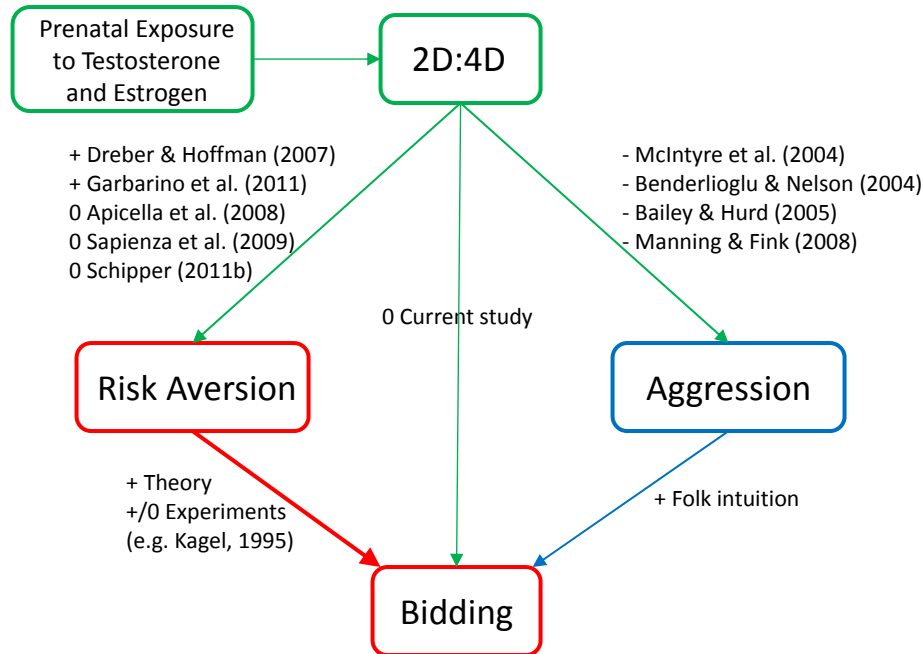 Prenatal Exposure
to Testosterone
and Estrogen
2D:4D
+ Dreber & Hoffman (2007)
+ Garbarino et al. (2011)
0 Apicella et al. (2008)
0 Sapienza et al. (2009)
0 Schipper (2011b)
- McIntyre et al. (2004)
- Benderlioglu & Nelson (2004)
- Bailey & Hurd (2005)
- Manning & Fink (2008)
0 Current study
Risk Aversion
Aggression
+ Theory
+/0 Experiments
(e.g. Kagel, 1995)
+ Folk intuition
Bidding